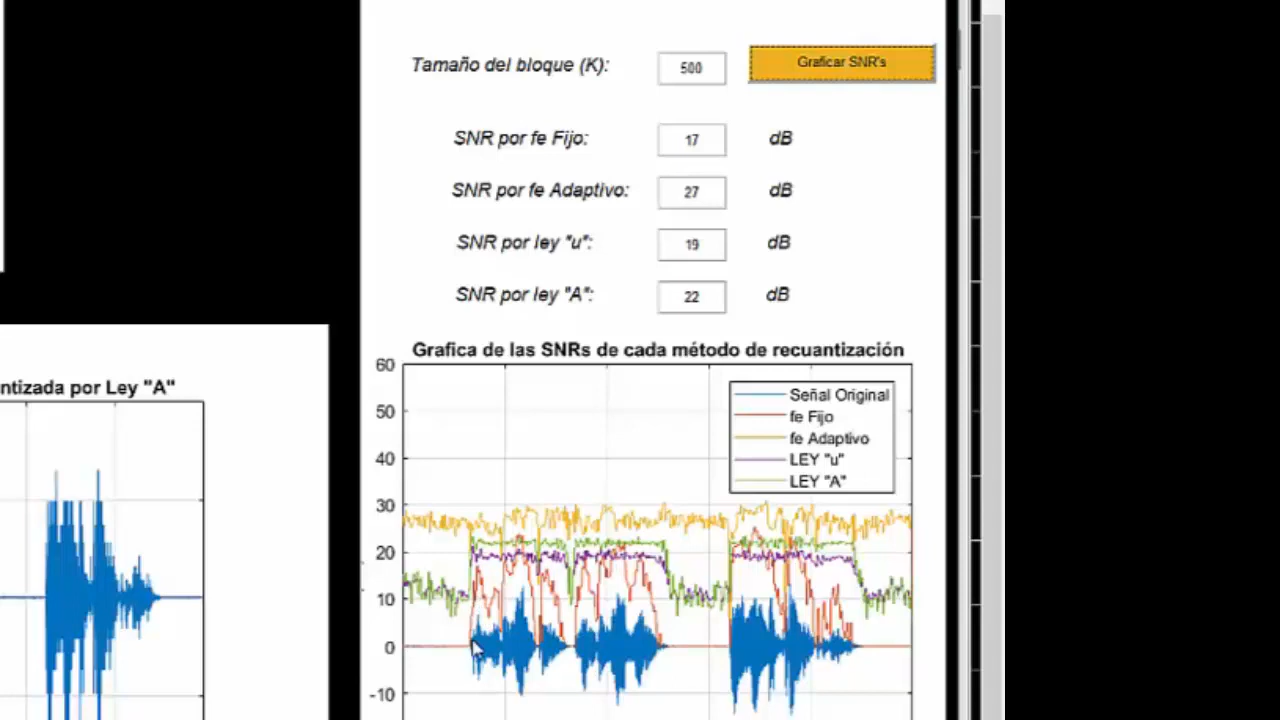 Tamaño del bloque (K): 500 Graficar SNR's
SNR por fe Fijo: 17 dB
SNR por fe Adaptivo: 27 dB
SNR por ley "u": 19 dB
SNR por ley "A": 22 dB
Grafica de las SNRs de cada método de recuantización
60
50
40
30
20
10
0
-10
Señal Original
fe Fijo
fe Adaptivo
LEY "u"
LEY "A"
ntizada por Ley "A"